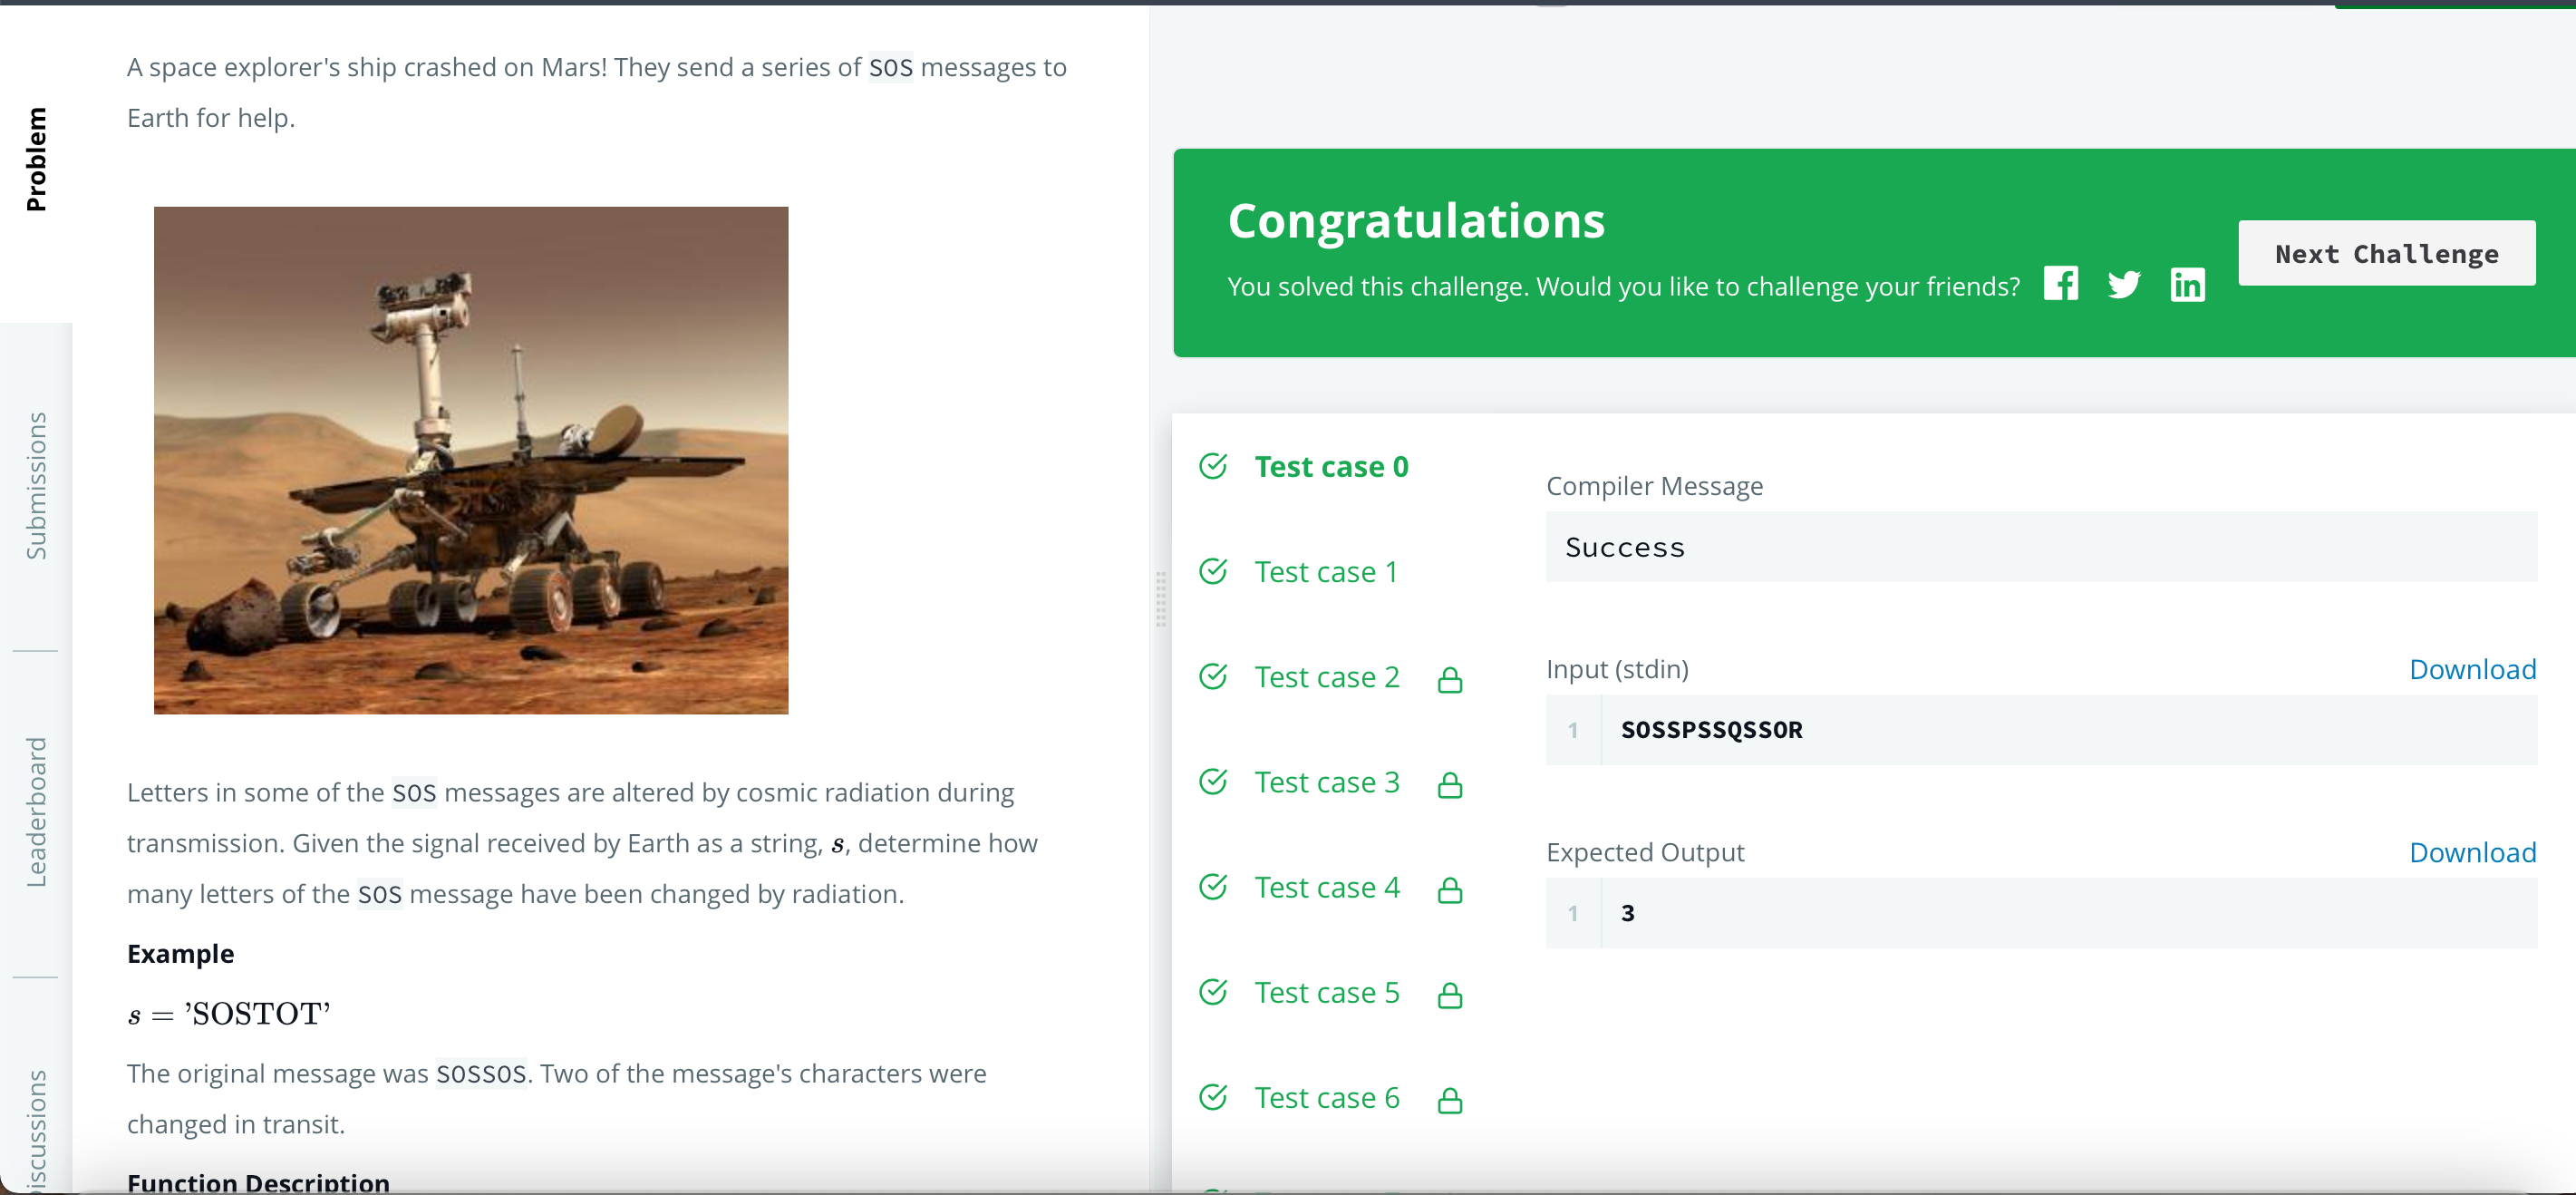 Problem
Submissions
Leaderboard
A space explorer's ship crashed on Mars! They send a series of SOS messages to
Earth for help.
Letters in some of the SOS messages are altered by cosmic radiation during
transmission. Given the signal received by Earth as a string, s, determine how
many letters of the SOS message have been changed by radiation.
Example
s = ’SOSTOT’
The original message was SOSSOS. Two of the message's characters were
changed in transit.
Function Description
Congratulations
You solved this challenge. Would you like to challenge your friends?
Next Challenge
Test case 0
Test case 1
Test case 2
Test case 3
Test case 4
Test case 5
Test case 6
Compiler Message
Success
Input (stdin)
Download
1 SOSSPSSQSSOR
Expected Output
Download
1 3